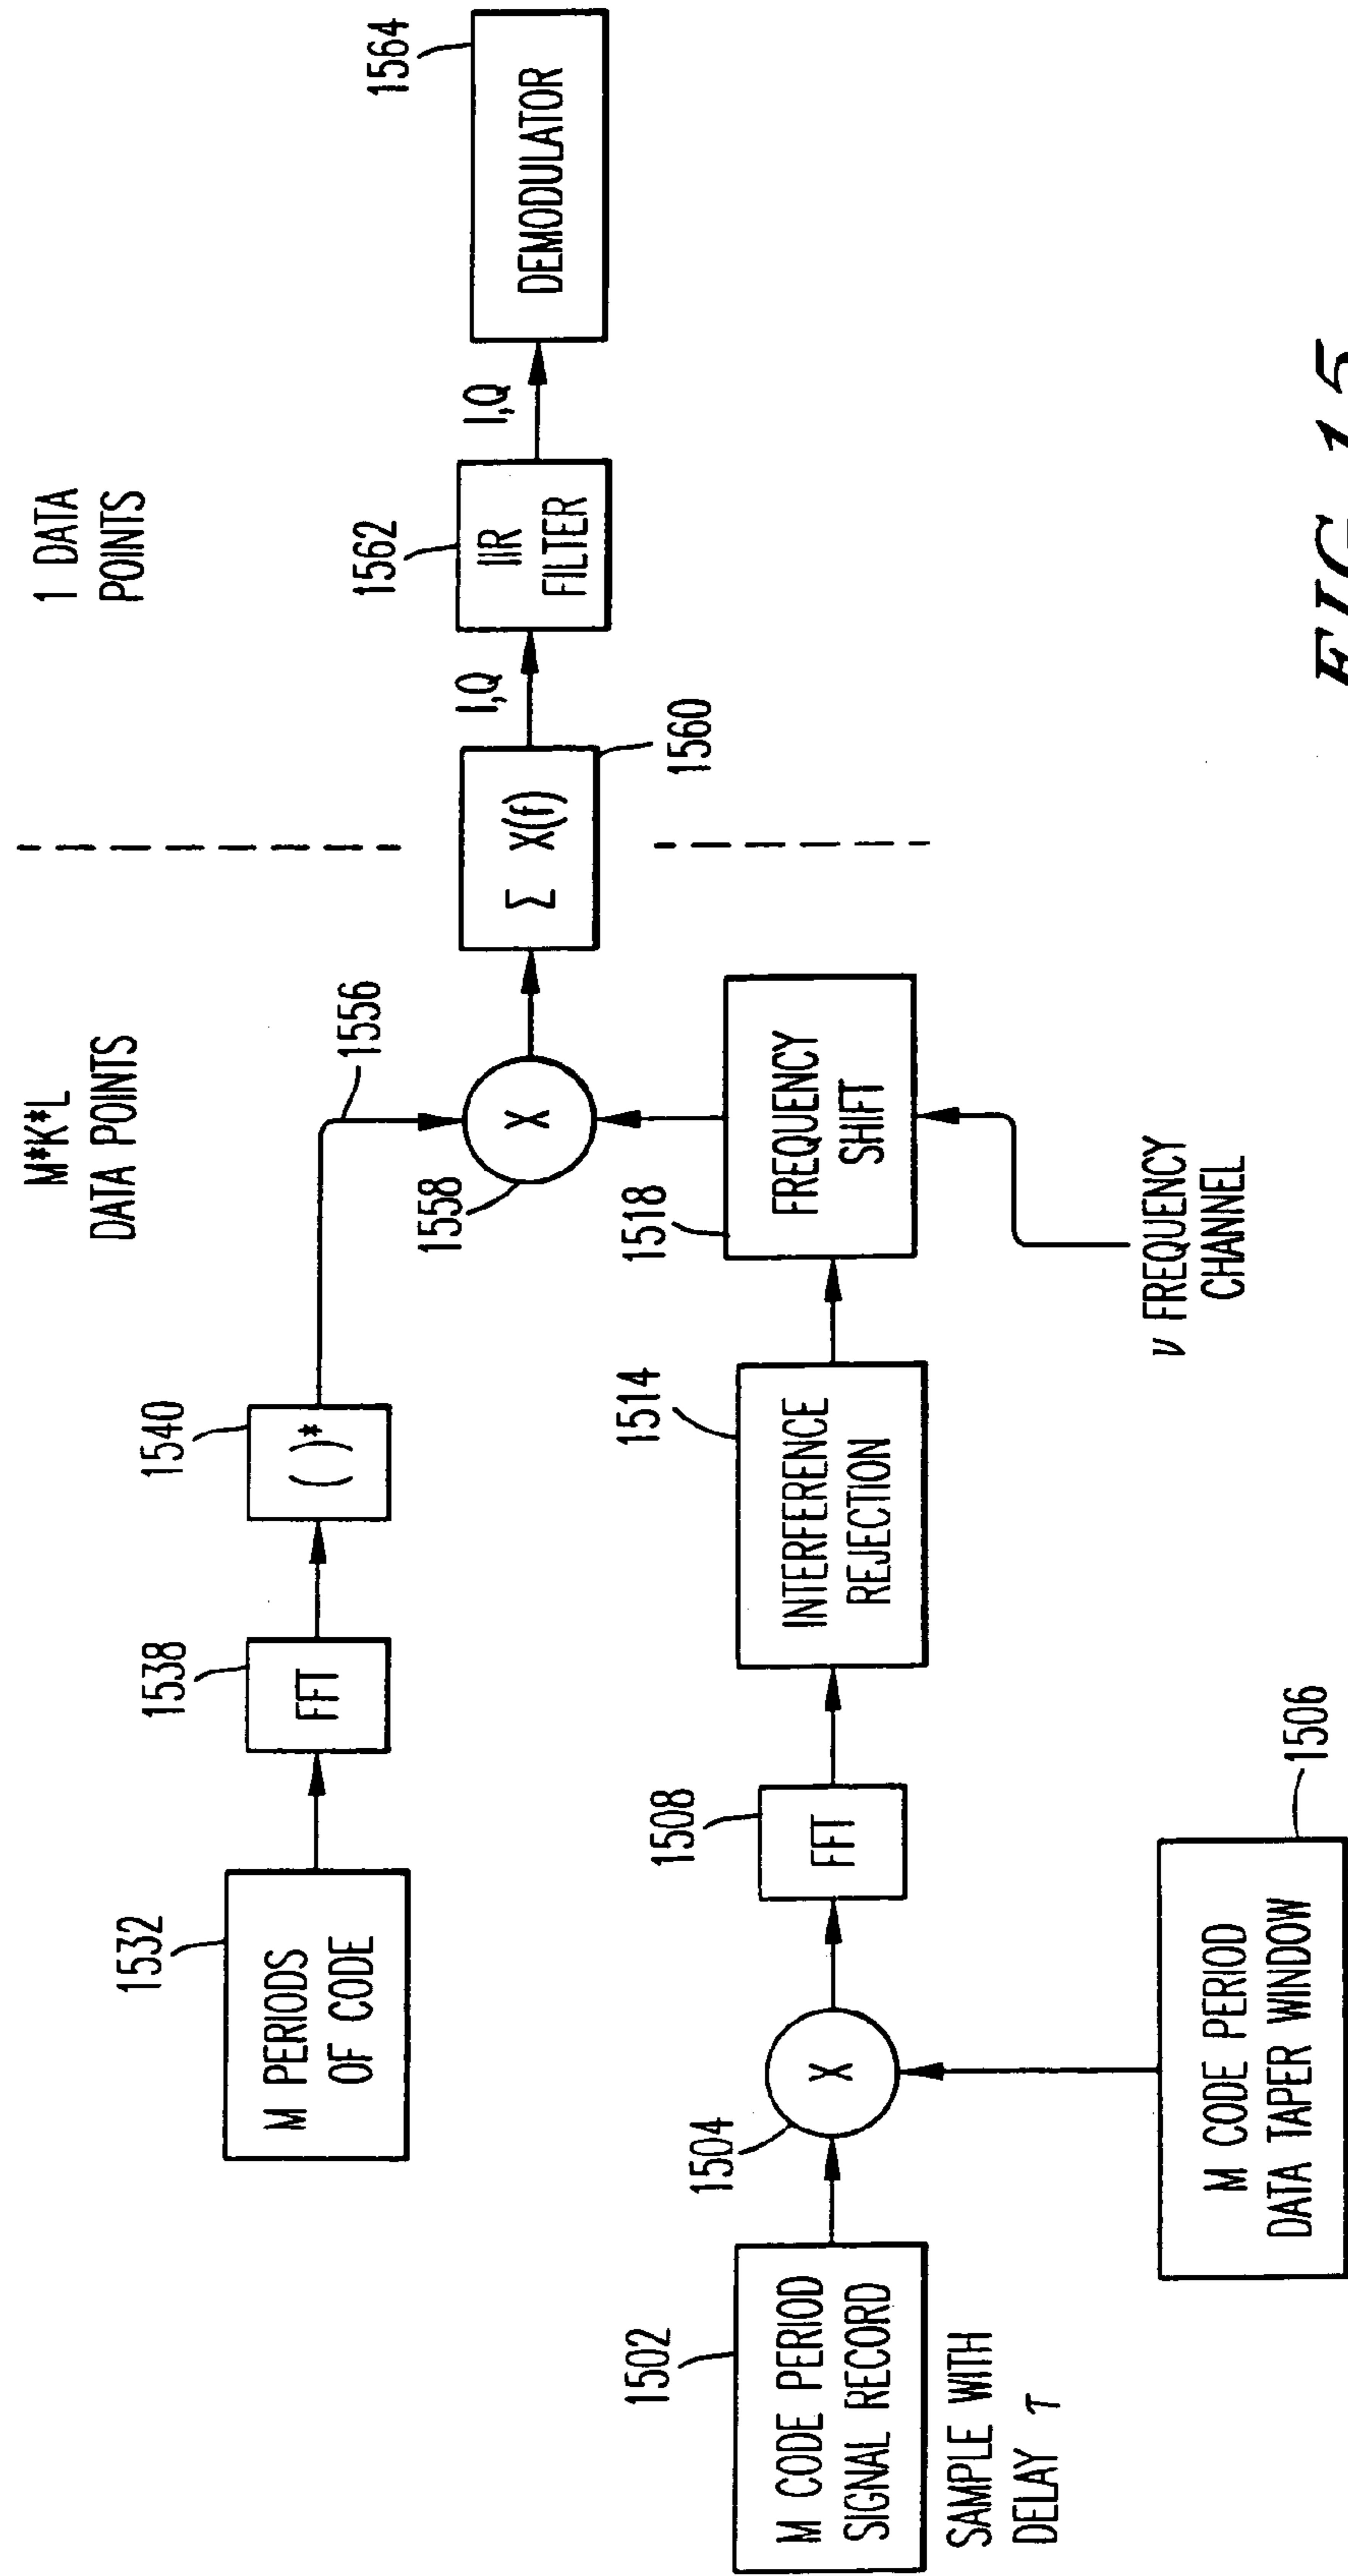 M*K*L
DATA POINTS
1 DATA
POINTS
1532
M PERIODS
OF CODE
1538
FFT
1540
( )*
1556
1558
X
Σ X(f)
1560
I,Q
1562
IIR
FILTER
I,Q
1564
DEMODULATOR
1502
M CODE PERIOD
SIGNAL RECORD
SAMPLE WITH
DELAY τ
1504
X
1506
M CODE PERIOD
DATA TAPER WINDOW
1508
FFT
1514
INTERFERENCE
REJECTION
1518
FREQUENCY
SHIFT
ν FREQUENCY
CHANNEL
FIG. 15